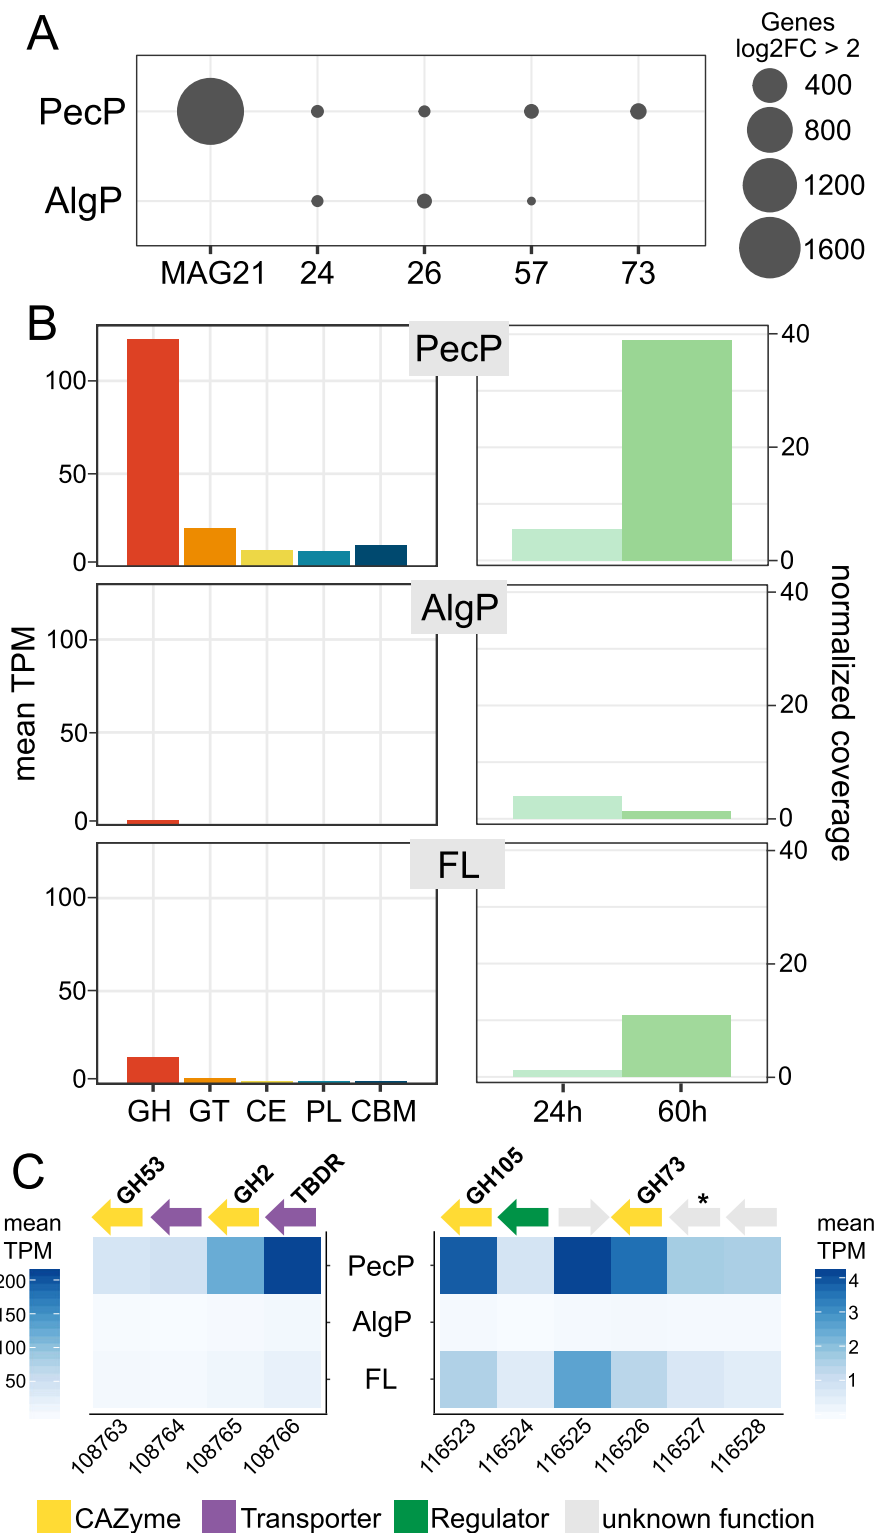 A
Genes
log2FC > 2
PecP
AlgP
400
800
1200
1600
MAG21 24 26 57 73
B
PecP
100
50
0
40
20
0
AlgP
100
50
0
40
20
0
mean TPM
normalized coverage
FL
100
50
0
40
20
0
GH GT CE PL CBM
24h 60h
C
GH53 GH2 TBDR
GH105 GH73 *
mean
TPM
200
150
100
50
PecP
AlgP
FL
mean
TPM
4
3
2
1
108763 108764 108765 108766
116523 116524 116525 116526 116527 116528
CAZyme Transporter Regulator unknown function